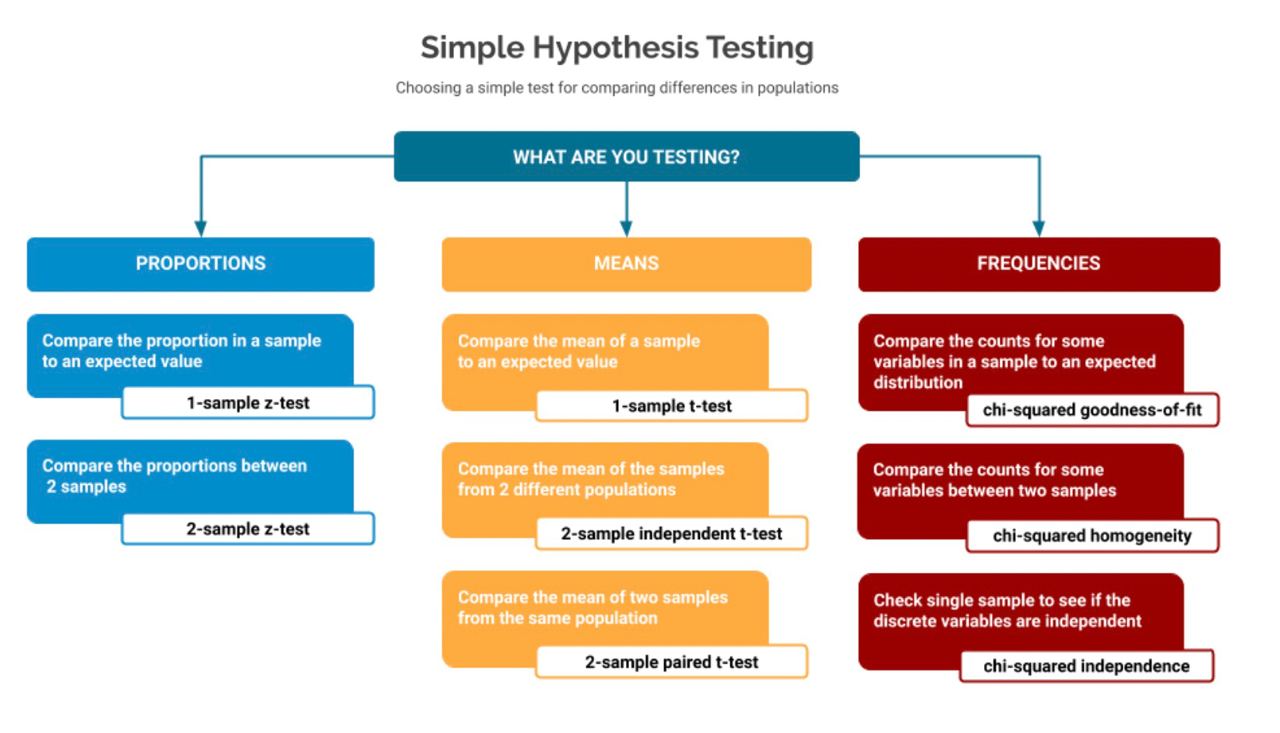 Simple Hypothesis Testing
Choosing a simple test for comparing differences in populations
WHAT ARE YOU TESTING?
PROPORTIONS
Compare the proportion in a sample
to an expected value
1-sample z-test
Compare the proportions between
2 samples
2-sample z-test
MEANS
Compare the mean of a sample
to an expected value
1-sample t-test
Compare the mean of the samples
from 2 different populations
2-sample independent t-test
Compare the mean of two samples
from the same population
2-sample paired t-test
FREQUENCIES
Compare the counts for some
variables in a sample to an expected
distribution
chi-squared goodness-of-fit
Compare the counts for some
variables between two samples
chi-squared homogeneity
Check single sample to see if the
discrete variables are independent
chi-squared independence